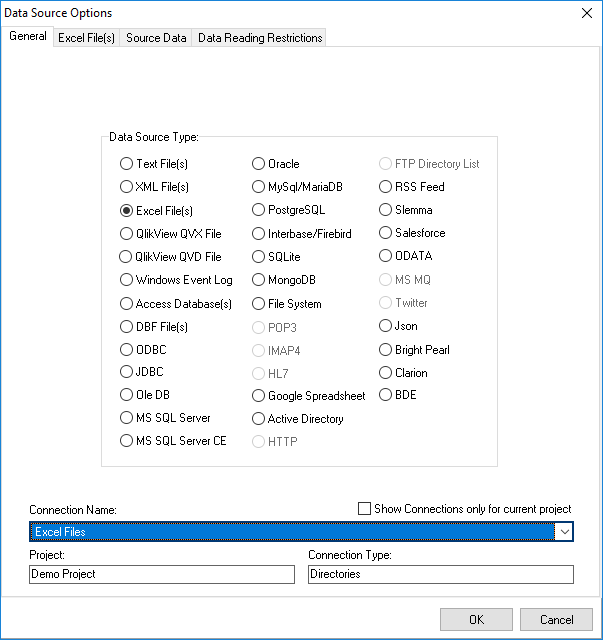 Data Source Options
General
Excel File(s)
Source Data
Data Reading Restrictions
Data Source Type:
Text File(s)
XML File(s)
Excel File(s)
QlikView QVX File
QlikView QVD File
Windows Event Log
Access Database(s)
DBF File(s)
ODBC
JDBC
Ole DB
MS SQL Server
MS SQL Server CE
Oracle
MySql/MariaDB
PostgreSQL
Interbase/Firebird
SQLite
MongoDB
File System
POP3
IMAP4
HL7
Google Spreadsheet
Active Directory
HTTP
FTP Directory List
RSS Feed
Slemma
Salesforce
ODATA
MS MQ
Twitter
Json
Bright Pearl
Clarion
BDE
Connection Name:
Show Connections only for current project
Excel Files
Project:
Connection Type:
Demo Project
Directories
OK
Cancel